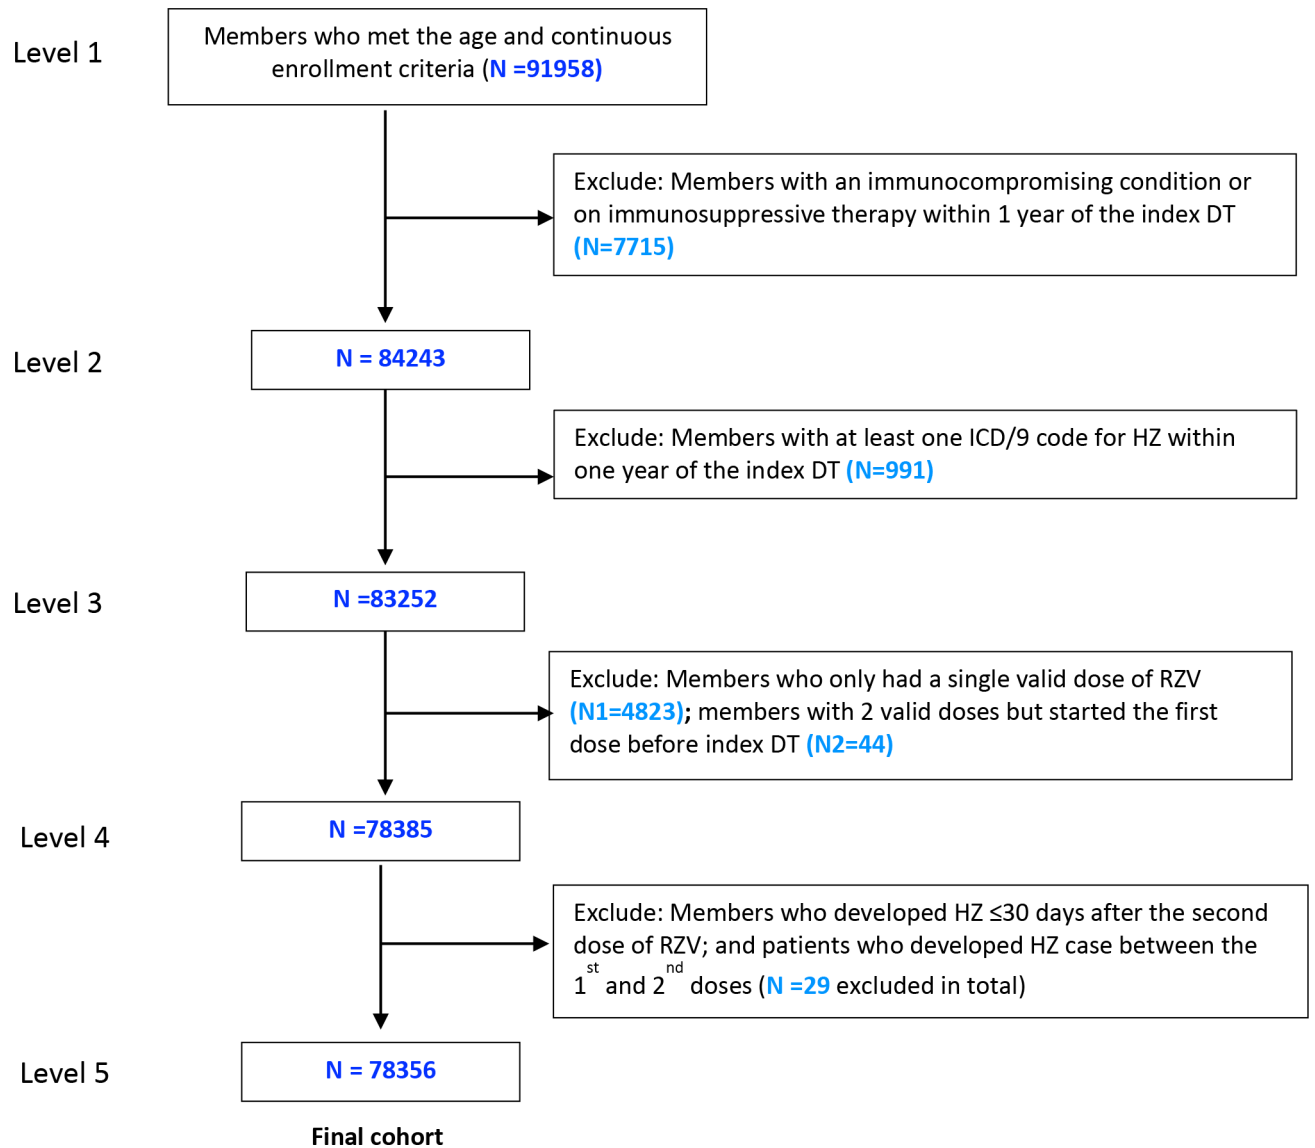 Level 1
Members who met the age and continuous
enrollment criteria (N =91958)
Exclude: Members with an immunocompromising condition or
on immunosuppressive therapy within 1 year of the index DT
(N=7715)
Level 2
N = 84243
Exclude: Members with at least one ICD/9 code for HZ within
one year of the index DT (N=991)
Level 3
N =83252
Exclude: Members who only had a single valid dose of RZV
(N1=4823); members with 2 valid doses but started the first
dose before index DT (N2=44)
Level 4
N =78385
Exclude: Members who developed HZ ≤30 days after the second
dose of RZV; and patients who developed HZ case between the
1st and 2nd doses (N =29 excluded in total)
Level 5
N = 78356
Final cohort